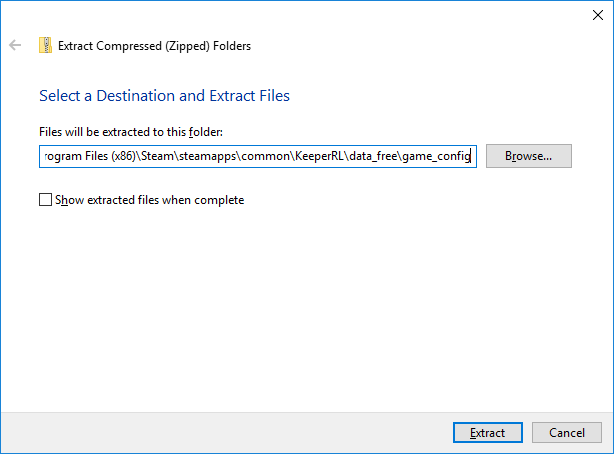 Extract Compressed (Zipped) Folders
Select a Destination and Extract Files
Files will be extracted to this folder:
rogram Files (x86)\Steam\steamapps\common\KeeperRL\data_free\game_config
Browse...
Show extracted files when complete
Extract
Cancel